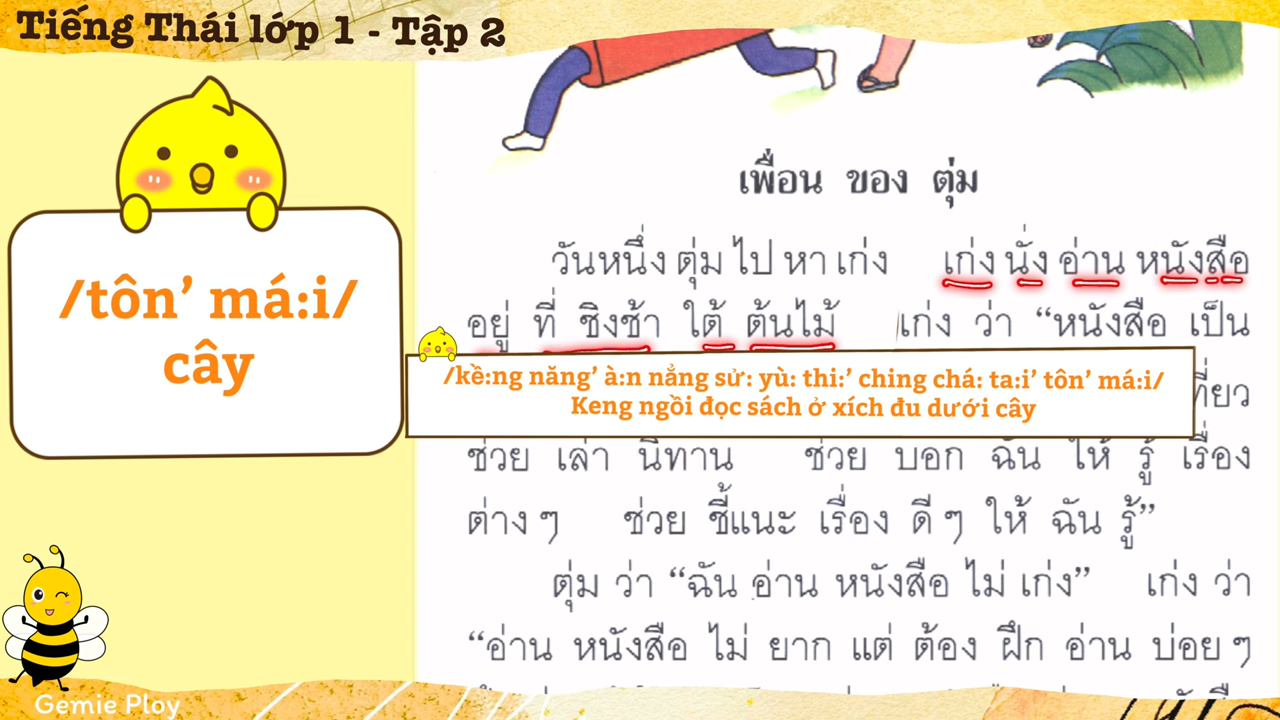 Tiếng Thái lớp 1 - Tập 2
/tôn’ má:i/
cây
เพื่อน ของ ตุ่ม
วันหนึ่ง ตุ่ม ไป หา เก่ง เก่ง นั่ง อ่าน หนังสือ
อยู่ ที่ ชิงช้า ใต้ ต้นไม้ เก่ง ว่า “หนังสือ เป็น
/kề:ng năng’ à:n nẳng sử: yù: thi:’ ching chá: ta:i’ tôn’ má:i/
Keng ngồi đọc sách ở xích đu dưới cây
ช่วย เล่า นิทาน ช่วย บอก ฉัน ให้ รู้ เรื่อง
ต่าง ๆ ช่วย ชี้แนะ เรื่อง ดี ๆ ให้ ฉัน รู้”
ตุ่ม ว่า “ฉัน อ่าน หนังสือ ไม่ เก่ง” เก่ง ว่า
“อ่าน หนังสือ ไม่ ยาก แต่ ต้อง ฝึก อ่าน บ่อย ๆ
Gemie Ploy